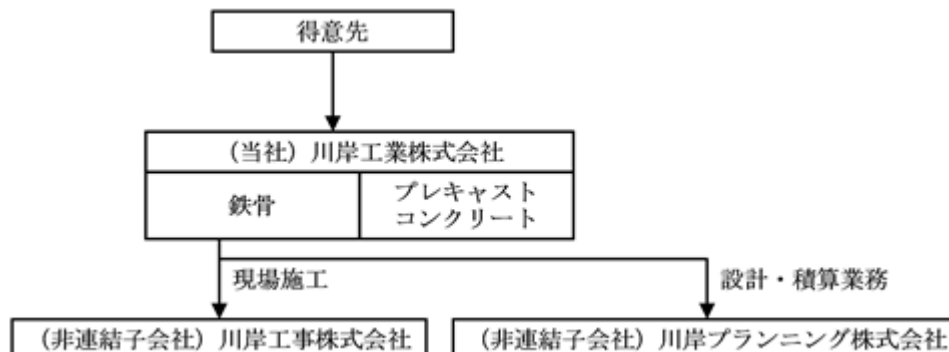 得意先
(当社)川岸工業株式会社
鉄骨
プレキャスト
コンクリート
現場施工
設計・積算業務
(非連結子会社)川岸工事株式会社
(非連結子会社)川岸プランニング株式会社